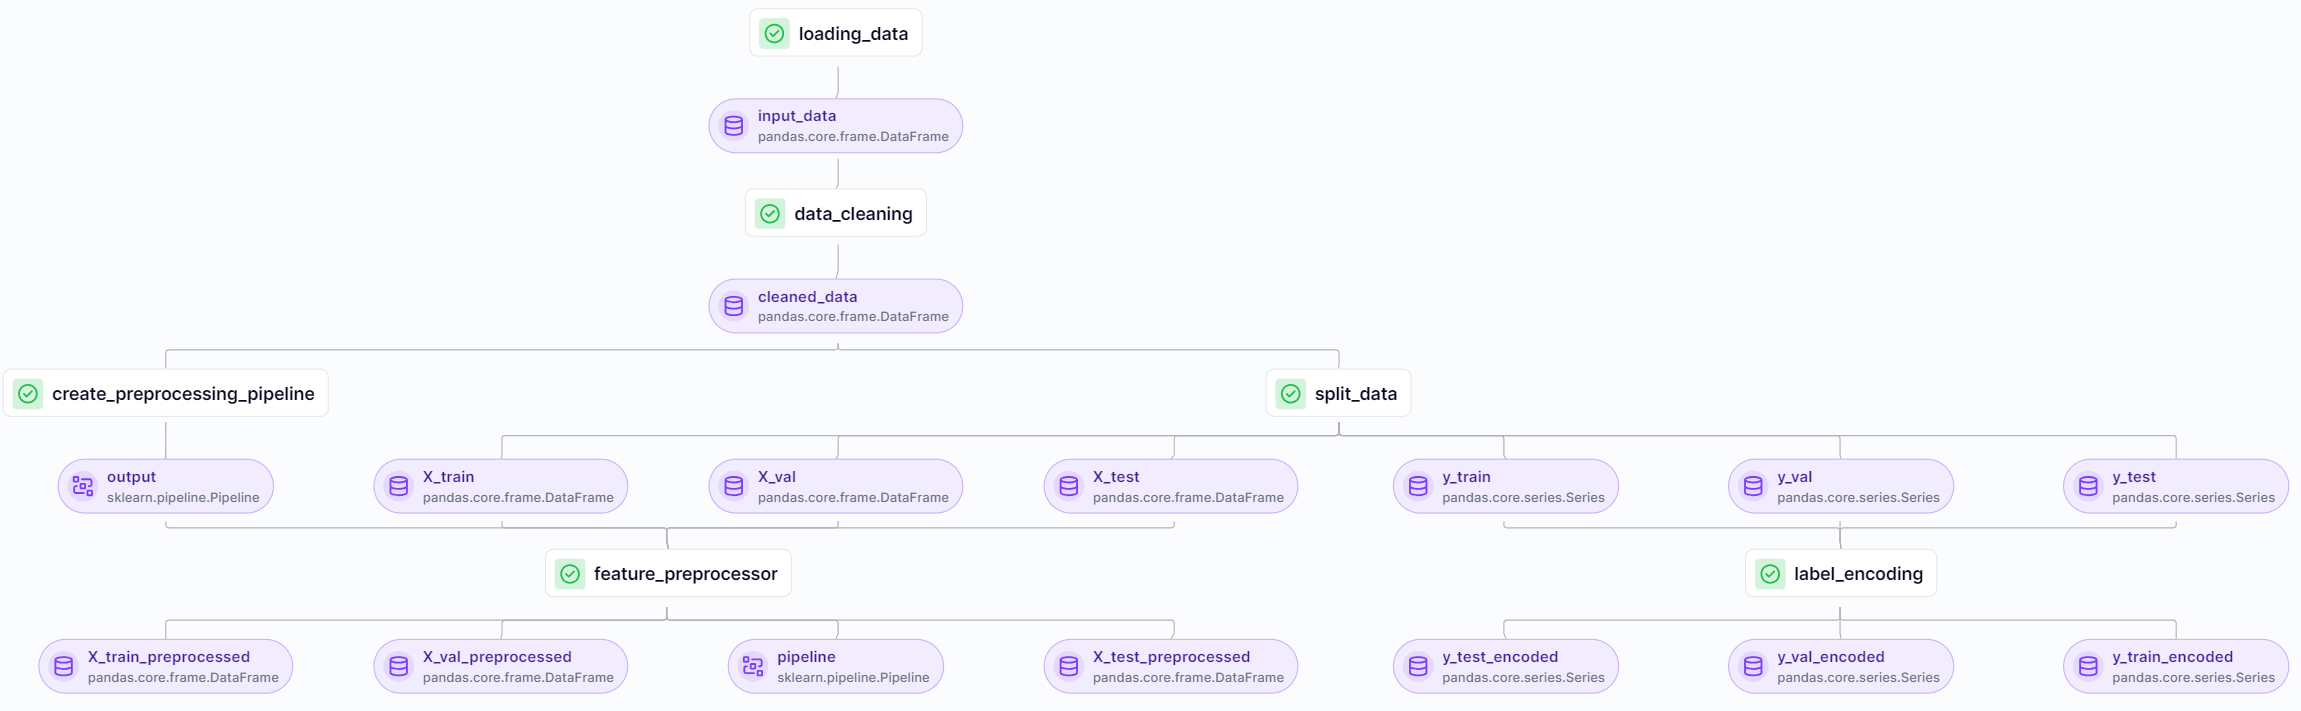 loading_data
input_data
pandas.core.frame.DataFrame
data_cleaning
cleaned_data
pandas.core.frame.DataFrame
create_preprocessing_pipeline
split_data
output
sklearn.pipeline.Pipeline
X_train
pandas.core.frame.DataFrame
X_val
pandas.core.frame.DataFrame
X_test
pandas.core.frame.DataFrame
y_train
pandas.core.series.Series
y_val
pandas.core.series.Series
y_test
pandas.core.series.Series
feature_preprocessor
label_encoding
X_train_preprocessed
pandas.core.frame.DataFrame
X_val_preprocessed
pandas.core.frame.DataFrame
pipeline
sklearn.pipeline.Pipeline
X_test_preprocessed
pandas.core.frame.DataFrame
y_test_encoded
pandas.core.series.Series
y_val_encoded
pandas.core.series.Series
y_train_encoded
pandas.core.series.Series